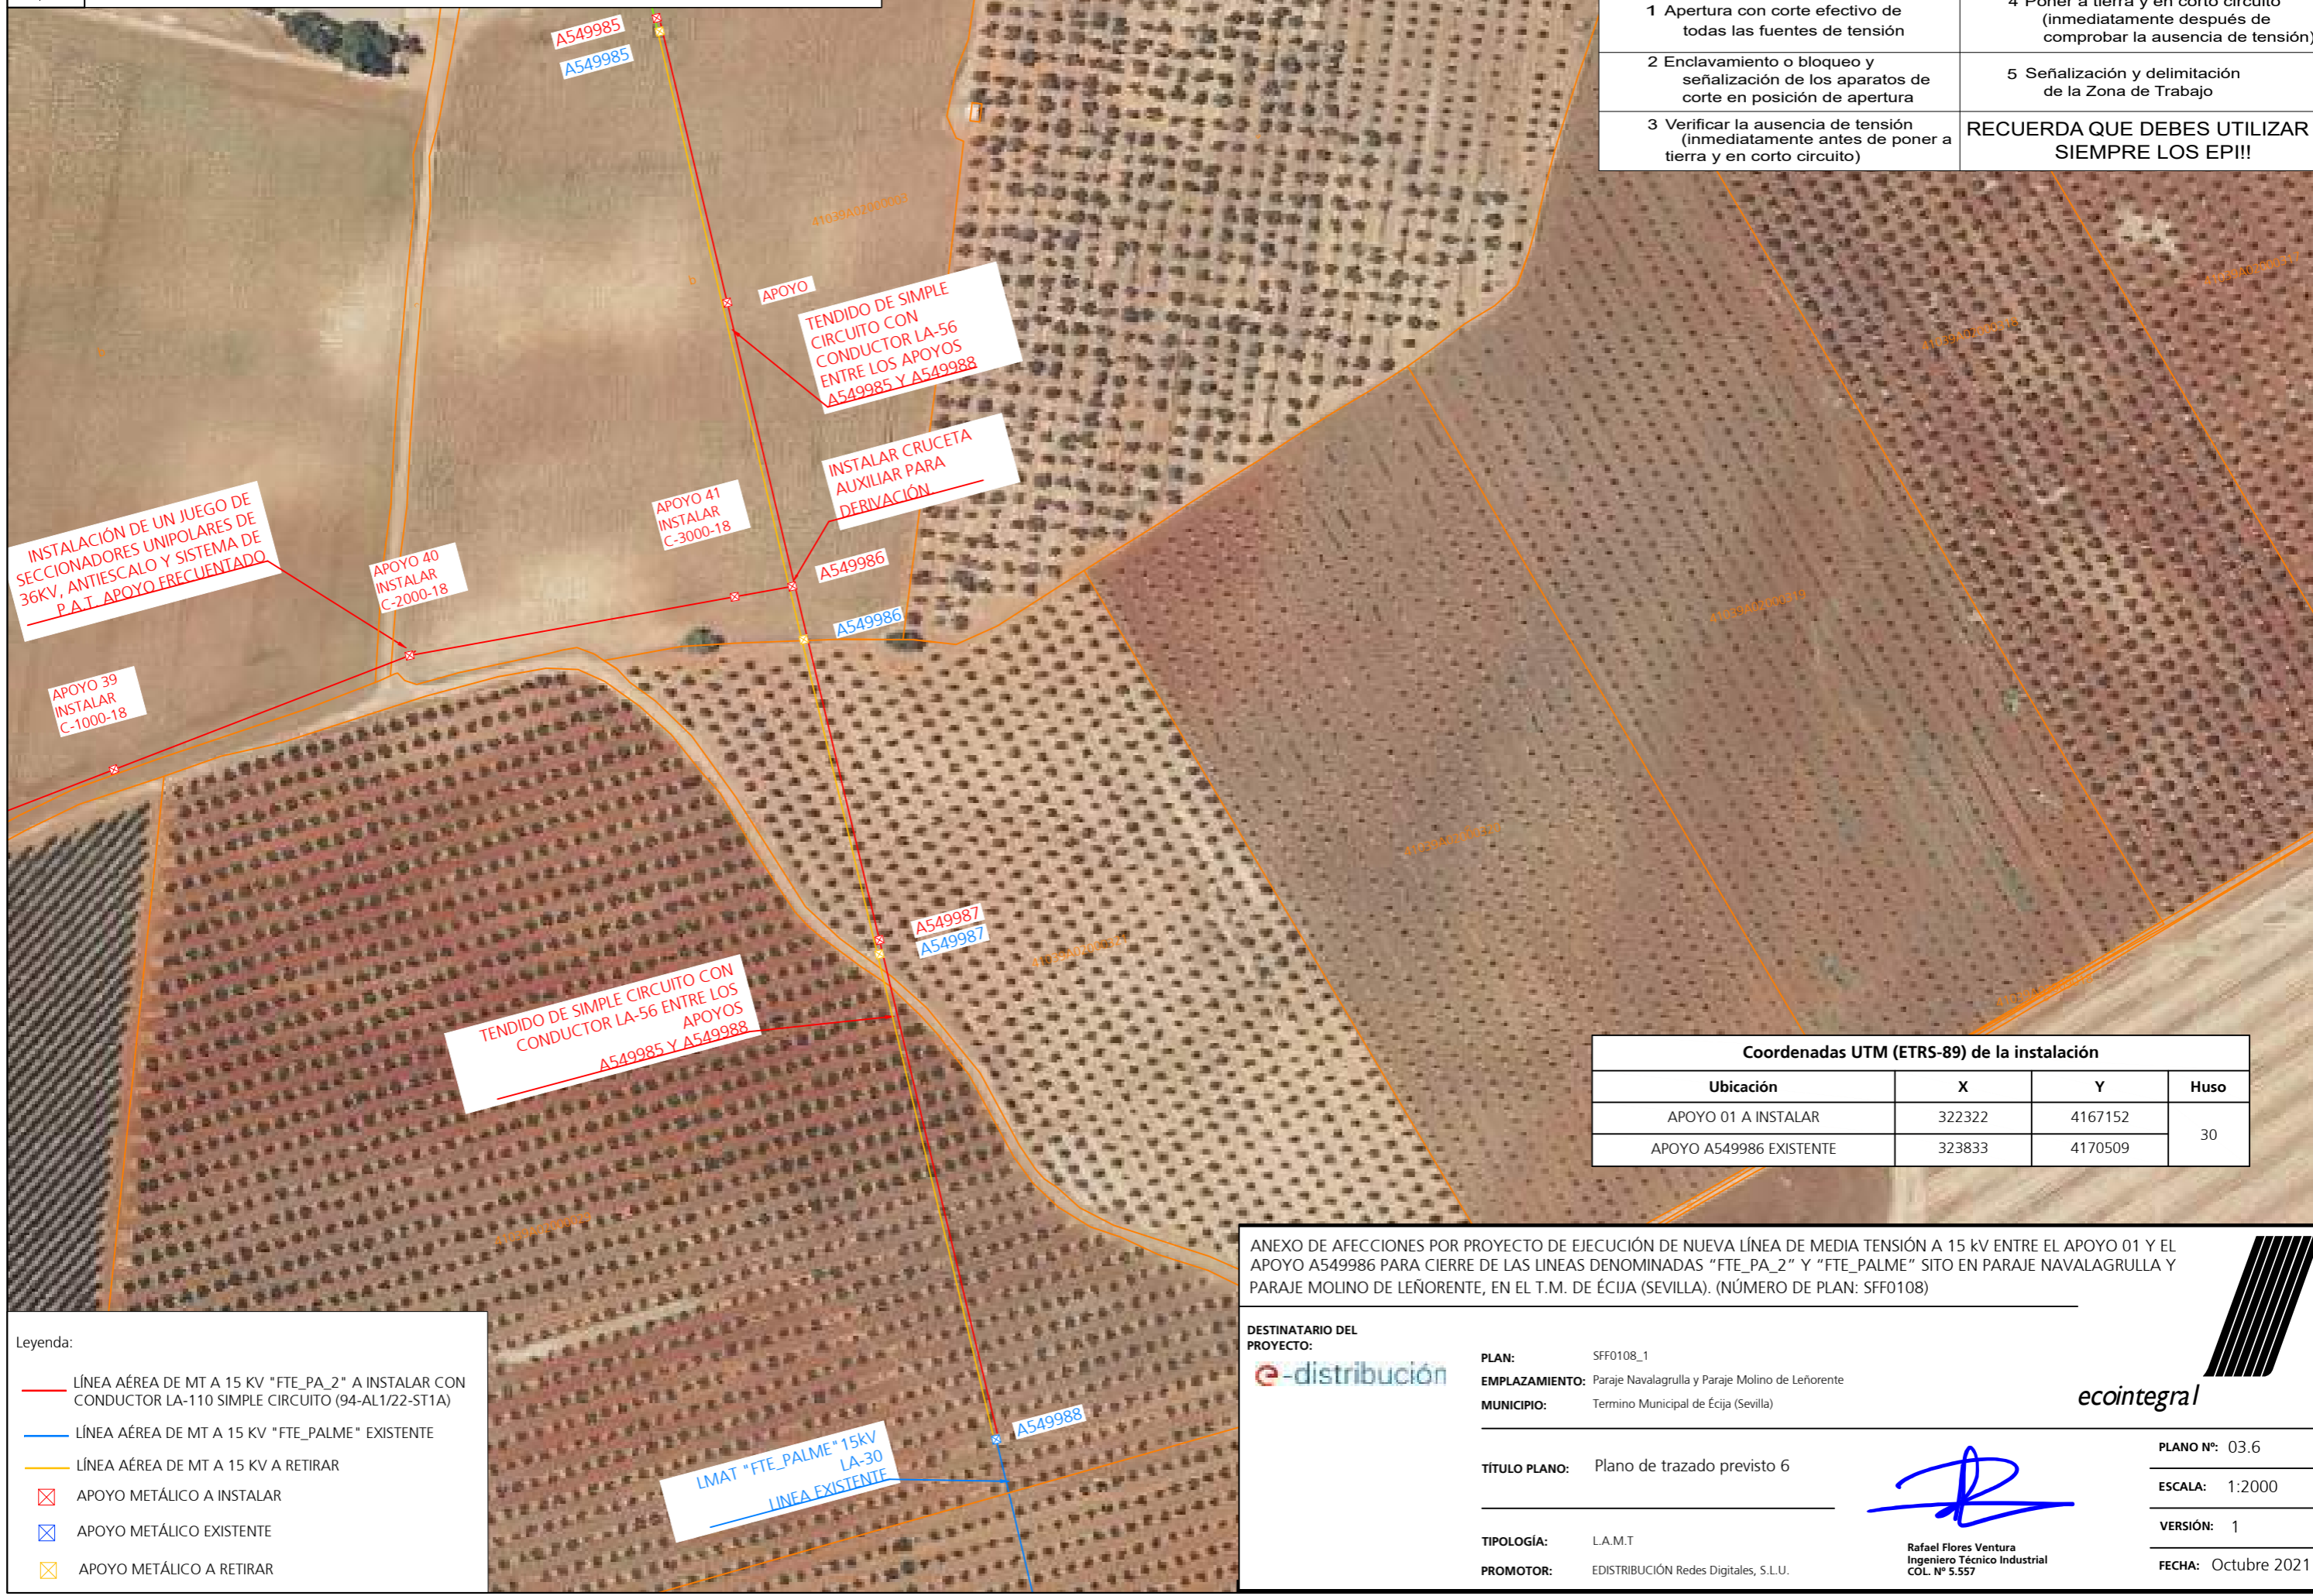 1 Apertura con corte efectivo de
todas las fuentes de tensión
4 Poner a tierra y en corto circuito
(inmediatamente después de
comprobar la ausencia de tensión)
2 Enclavamiento o bloqueo y
señalización de los aparatos de
corte en posición de apertura
5 Señalización y delimitación
de la Zona de Trabajo
3 Verificar la ausencia de tensión
(inmediatamente antes de poner a
tierra y en corto circuito)
RECUERDA QUE DEBES UTILIZAR
SIEMPRE LOS EPI!!
A549985
A549985
APOYO
TENDIDO DE SIMPLE
CIRCUITO CON
CONDUCTOR LA-56
ENTRE LOS APOYOS
A549985 Y A549988
INSTALAR CRUCETA
AUXILIAR PARA
DERIVACIÓN.
APOYO 41
INSTALAR
C-3000-18
INSTALACIÓN DE UN JUEGO DE
SECCIONADORES UNIPOLARES DE
36KV, ANTIESCALO Y SISTEMA DE
P.A.T. APOYO FRECUENTADO
APOYO 40
INSTALAR
C-2000-18
A549986
A549986
APOYO 39
INSTALAR
C-1000-18
A549987
A549987
TENDIDO DE SIMPLE CIRCUITO CON
CONDUCTOR LA-56 ENTRE LOS
APOYOS
A549985 Y A549988
A549988
LMAT "FTE_PALME" 15kV
LA-30
LINEA EXISTENTE
Coordenadas UTM (ETRS-89) de la instalación
Ubicación X Y Huso
APOYO 01 A INSTALAR 322322 4167152 30
APOYO A549986 EXISTENTE 323833 4170509
Leyenda:
LÍNEA AÉREA DE MT A 15 KV "FTE_PA_2" A INSTALAR CON
CONDUCTOR LA-110 SIMPLE CIRCUITO (94-AL1/22-ST1A)
LÍNEA AÉREA DE MT A 15 KV "FTE_PALME" EXISTENTE
LÍNEA AÉREA DE MT A 15 KV A RETIRAR
APOYO METÁLICO A INSTALAR
APOYO METÁLICO EXISTENTE
APOYO METÁLICO A RETIRAR
ANEXO DE AFECCIONES POR PROYECTO DE EJECUCIÓN DE NUEVA LÍNEA DE MEDIA TENSIÓN A 15 kV ENTRE EL APOYO 01 Y EL
APOYO A549986 PARA CIERRE DE LAS LINEAS DENOMINADAS "FTE_PA_2" Y "FTE_PALME" SITO EN PARAJE NAVALAGRULLA Y
PARAJE MOLINO DE LEÑORENTE, EN EL T.M. DE ÉCIJA (SEVILLA). (NÚMERO DE PLAN: SFF0108)
DESTINATARIO DEL
PROYECTO:
e-distribución
PLAN: SFF0108_1
EMPLAZAMIENTO: Paraje Navalagrulla y Paraje Molino de Leñorente
MUNICIPIO: Termino Municipal de Écija (Sevilla)
ecointegral
TÍTULO PLANO: Plano de trazado previsto 6
TIPOLOGÍA: L.A.M.T
PROMOTOR: EDISTRIBUCIÓN Redes Digitales, S.L.U.
Rafael Flores Ventura
Ingeniero Técnico Industrial
COL. Nº 5.557
PLANO Nº: 03.6
ESCALA: 1:2000
VERSIÓN: 1
FECHA: Octubre 2021